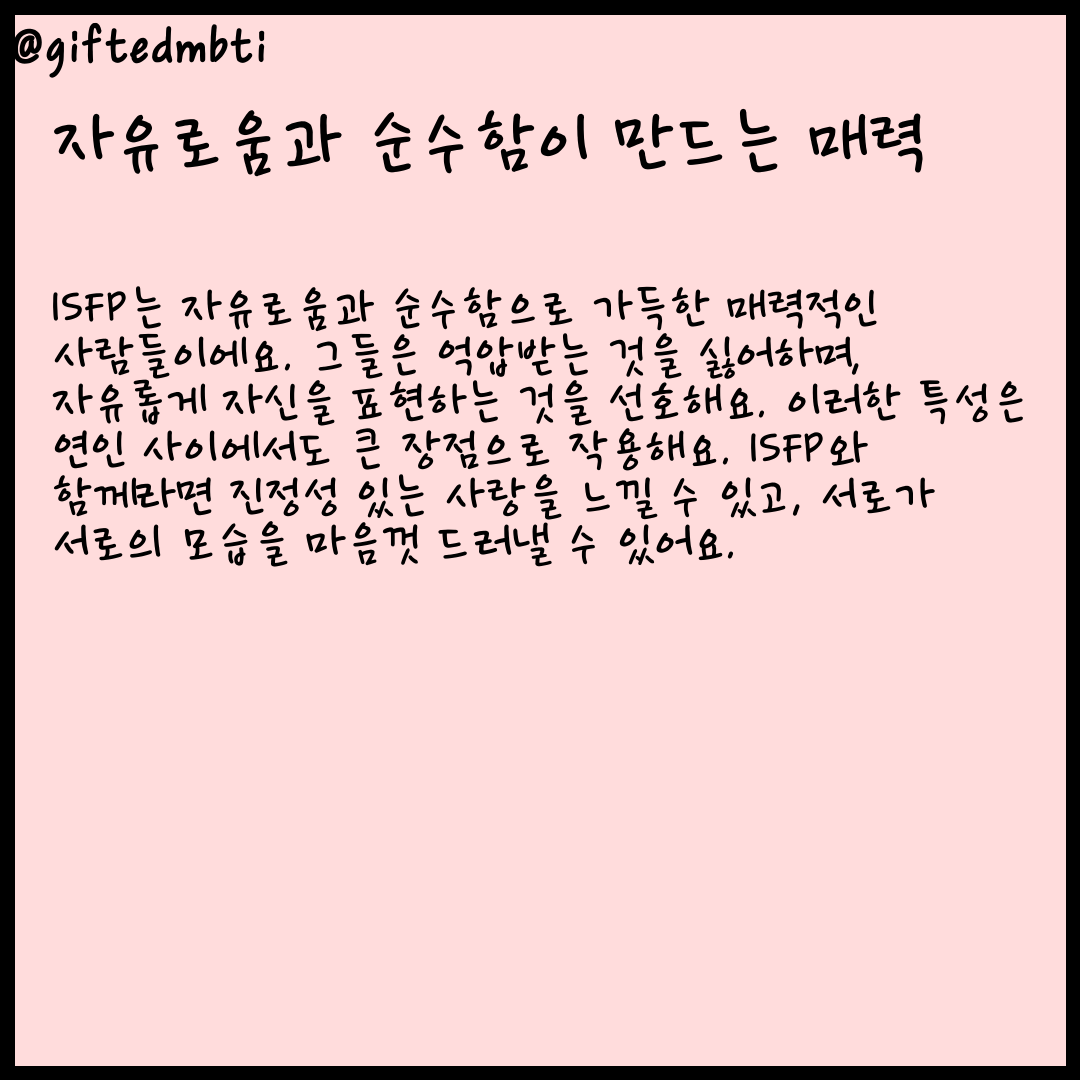 @giftedmbti
자유로움과 순수함이 만드는 매력
ISFP는 자유로움과 순수함으로 가득한 매력적인
사람들이에요. 그들은 억압받는 것을 싫어하며,
자유롭게 자신을 표현하는 것을 선호해요. 이러한 특성은
연인 사이에서도 큰 장점으로 작용해요. ISFP와
함께라면 진정성 있는 사랑을 느낄 수 있고, 서로가
서로의 모습을 마음껏 드러낼 수 있어요.